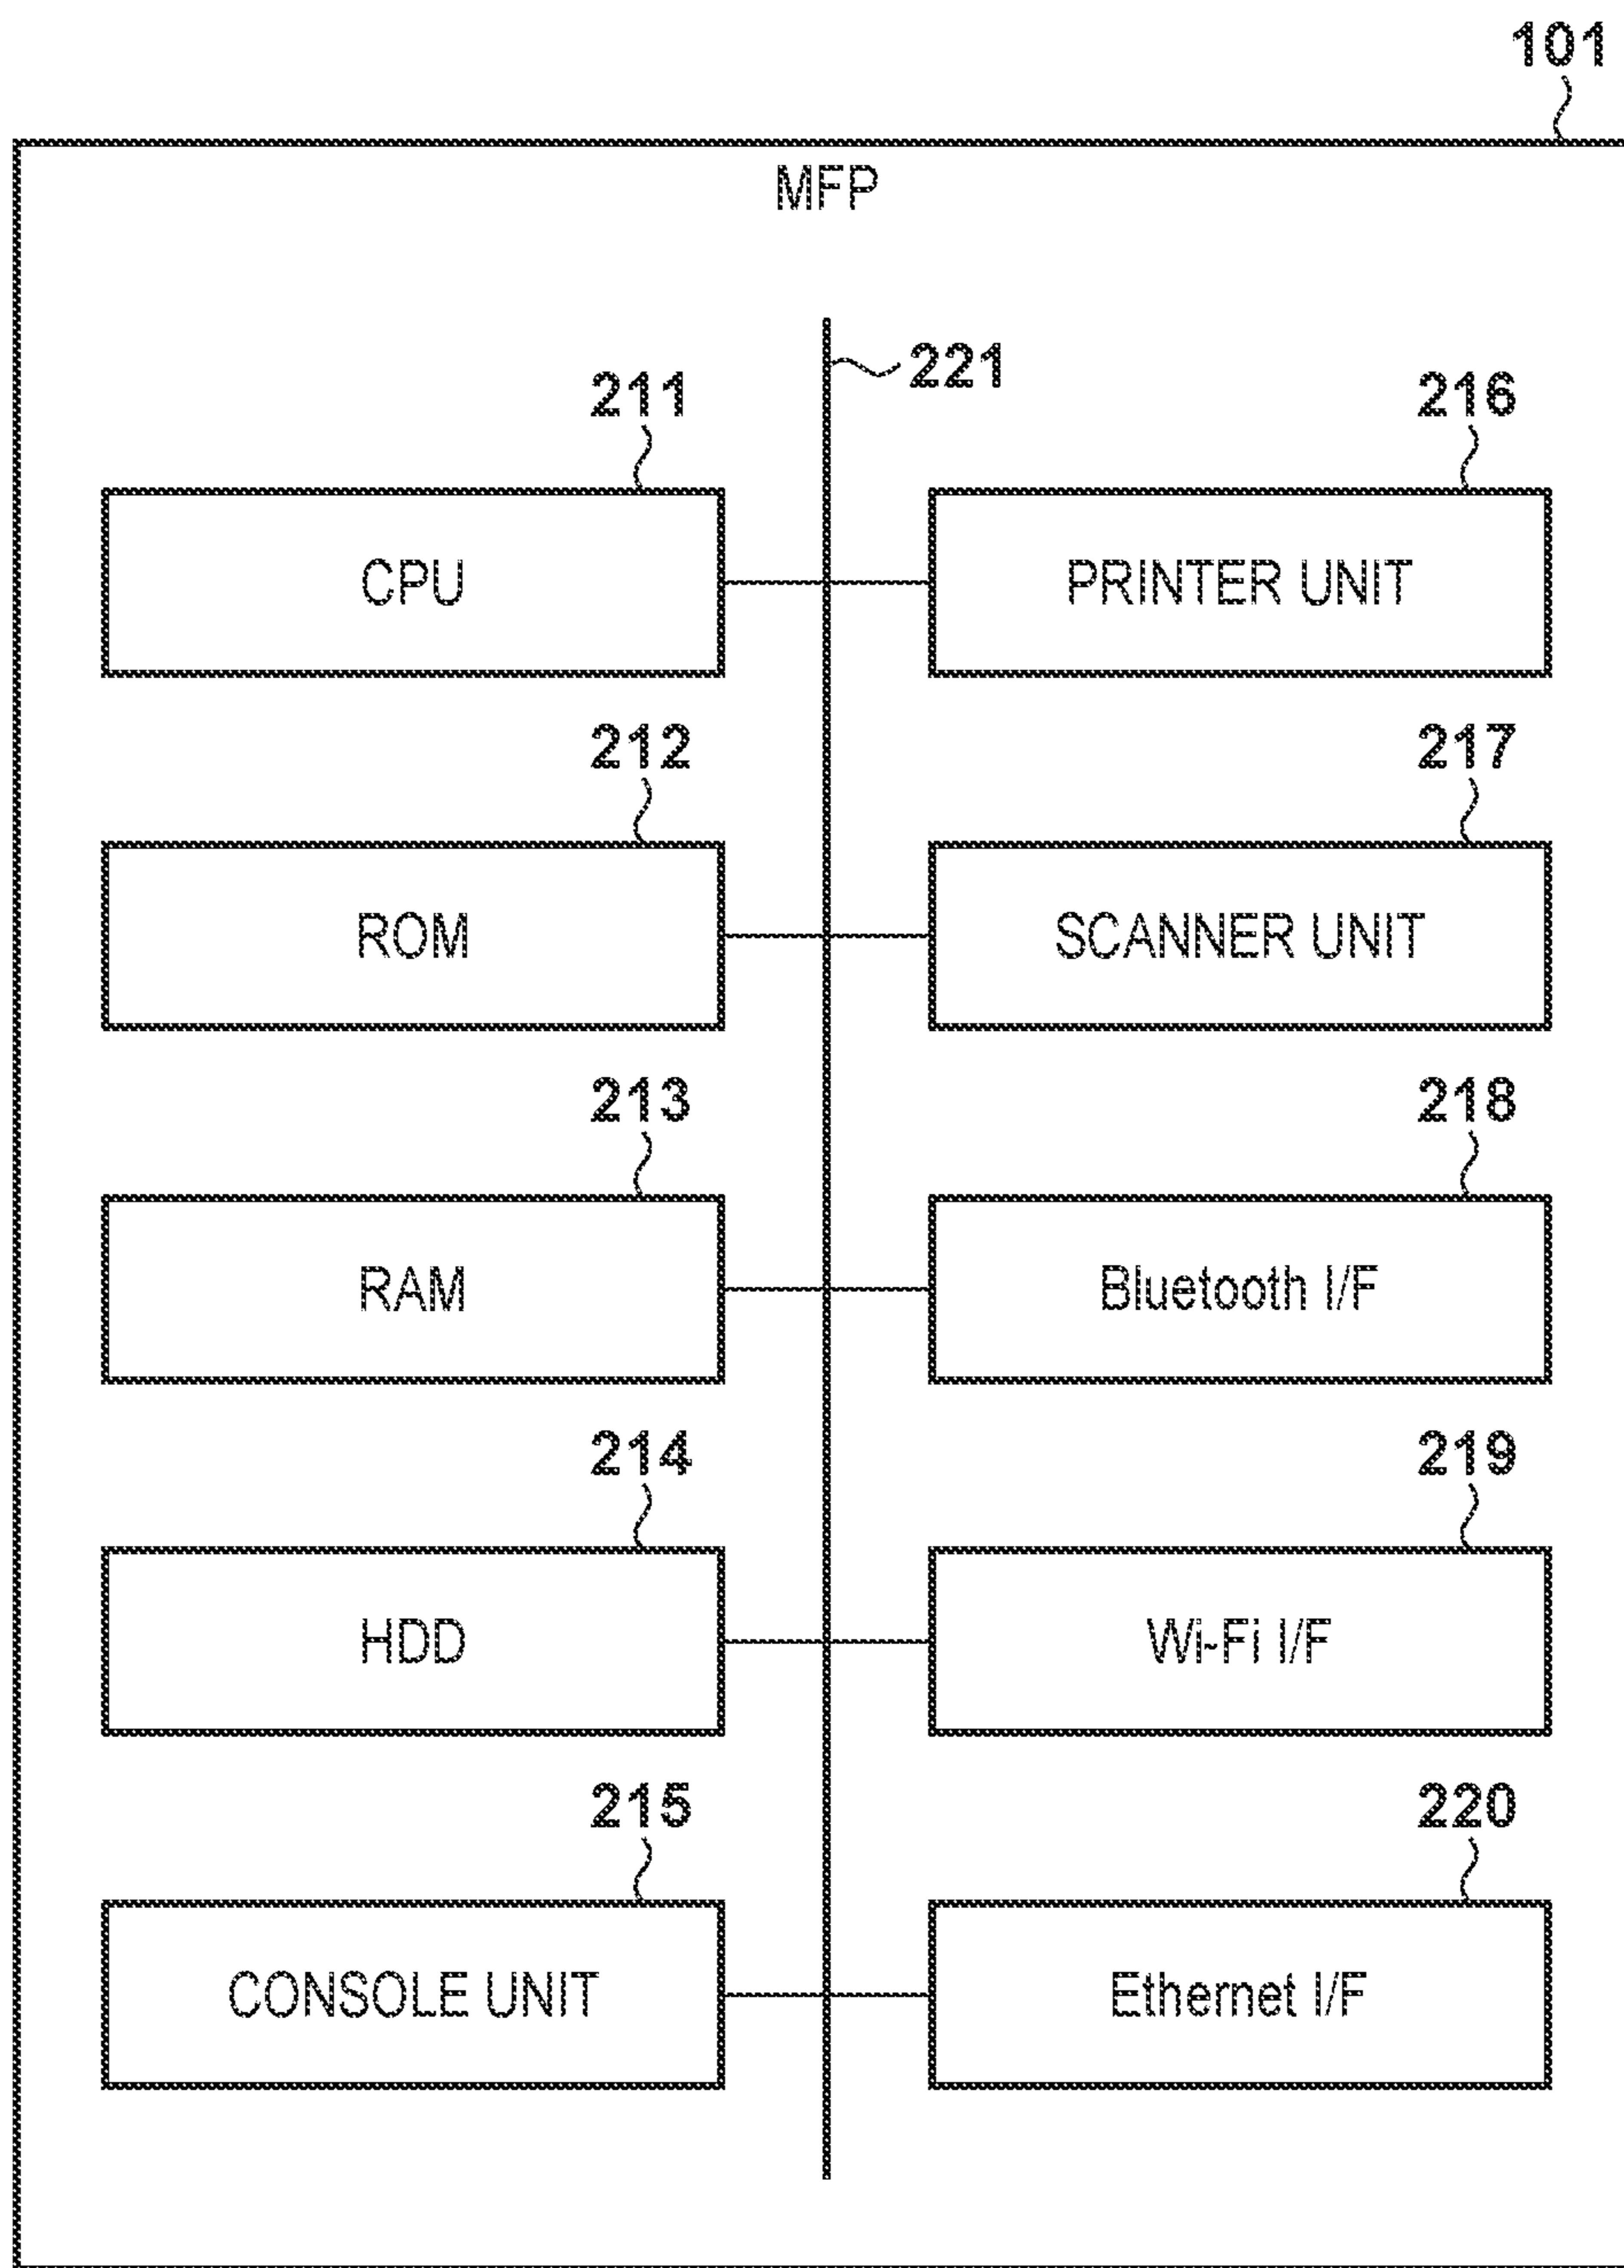 101
MFP
221
211
216
CPU
PRINTER UNIT
212
217
ROM
SCANNER UNIT
213
218
RAM
Bluetooth I/F
214
219
HDD
Wi-Fi I/F
215
220
CONSOLE UNIT
Ethernet I/F